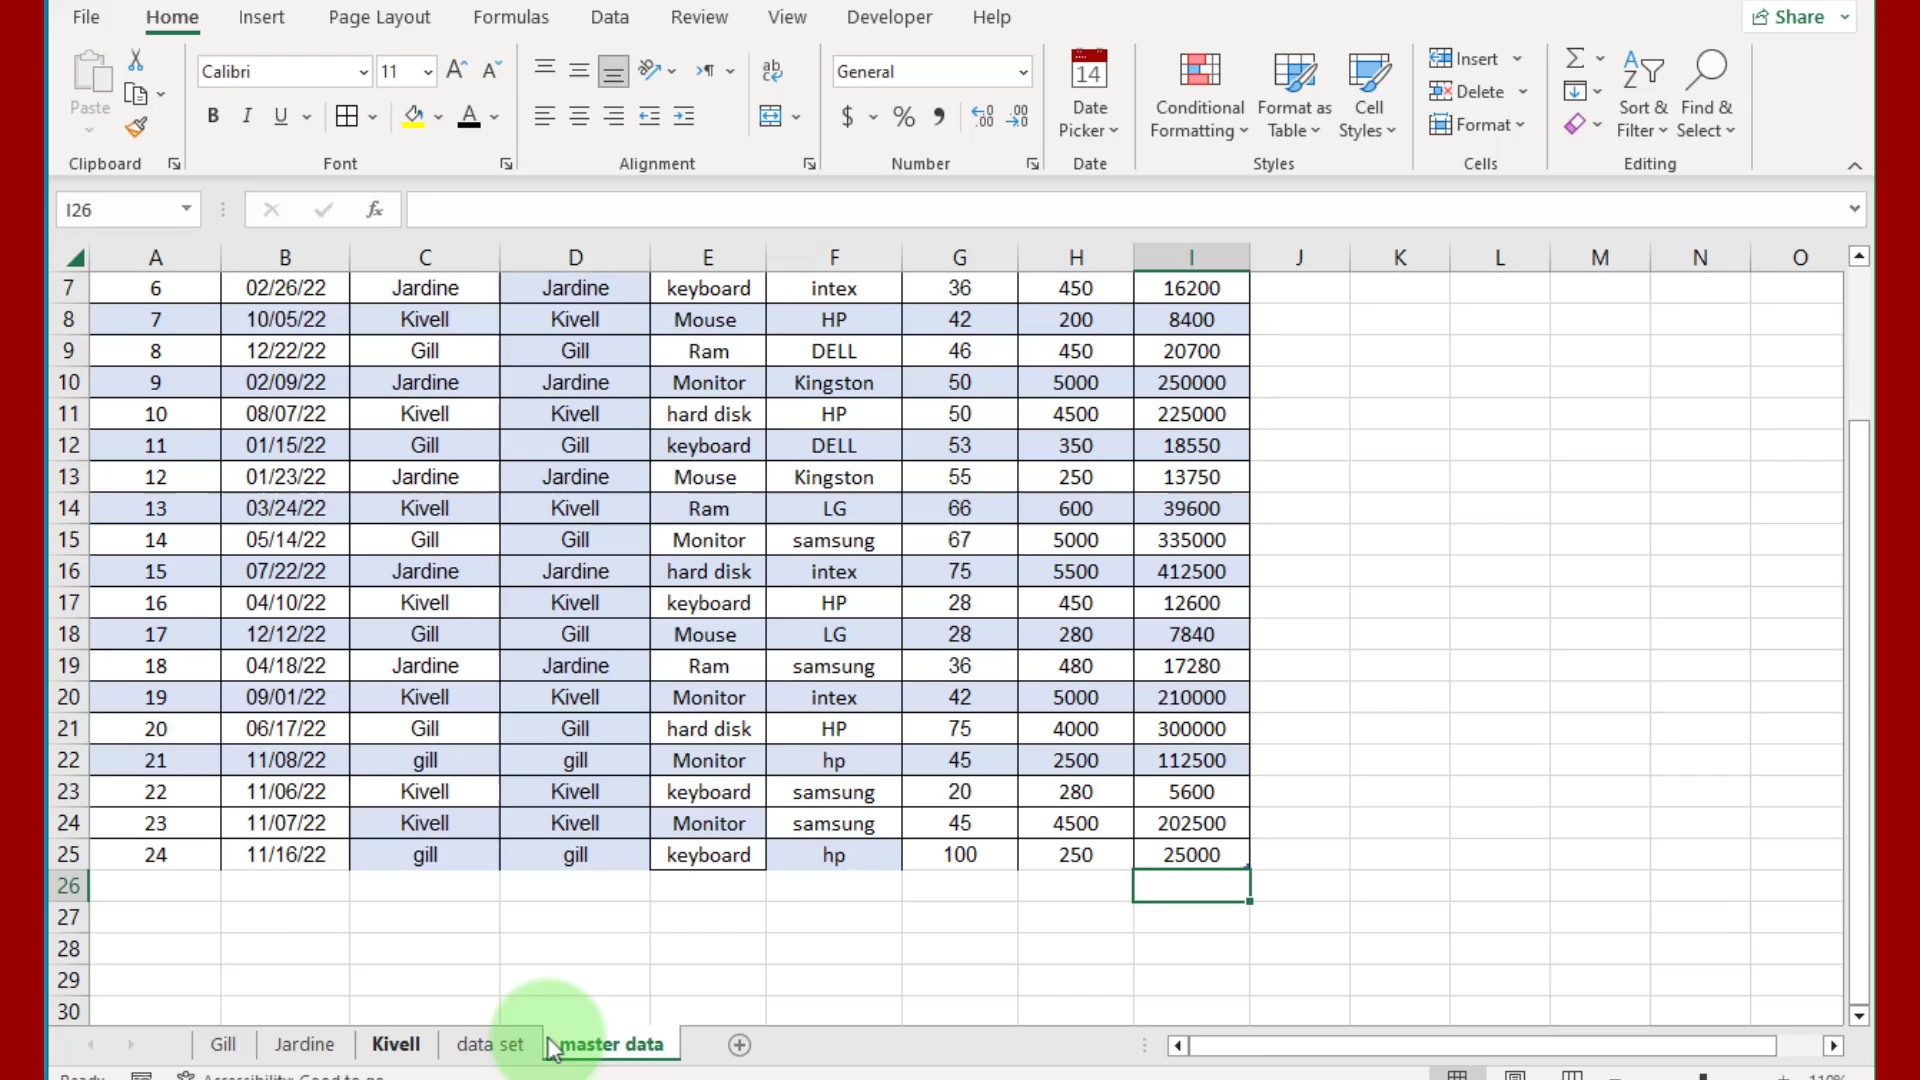 File Home Insert Page Layout Formulas Data Review View Developer Help Share
Calibri 11 General
Paste B I U $ % Date Picker Conditional Formatting Format as Table Cell Styles Insert Delete Format Sort & Filter Find & Select
14
Clipboard Font Alignment Number Date Styles Cells Editing
I26 fx
A B C D E F G H I J K L M N O
7 6 02/26/22 Jardine Jardine keyboard intex 36 450 16200
8 7 10/05/22 Kivell Kivell Mouse HP 42 200 8400
9 8 12/22/22 Gill Gill Ram DELL 46 450 20700
10 9 02/09/22 Jardine Jardine Monitor Kingston 50 5000 250000
11 10 08/07/22 Kivell Kivell hard disk HP 50 4500 225000
12 11 01/15/22 Gill Gill keyboard DELL 53 350 18550
13 12 01/23/22 Jardine Jardine Mouse Kingston 55 250 13750
14 13 03/24/22 Kivell Kivell Ram LG 66 600 39600
15 14 05/14/22 Gill Gill Monitor samsung 67 5000 335000
16 15 07/22/22 Jardine Jardine hard disk intex 75 5500 412500
17 16 04/10/22 Kivell Kivell keyboard HP 28 450 12600
18 17 12/12/22 Gill Gill Mouse LG 28 280 7840
19 18 04/18/22 Jardine Jardine Ram samsung 36 480 17280
20 19 09/01/22 Kivell Kivell Monitor intex 42 5000 210000
21 20 06/17/22 Gill Gill hard disk HP 75 4000 300000
22 21 11/08/22 gill gill Monitor hp 45 2500 112500
23 22 11/06/22 Kivell Kivell keyboard samsung 20 280 5600
24 23 11/07/22 Kivell Kivell Monitor samsung 45 4500 202500
25 24 11/16/22 gill gill keyboard hp 100 250 25000
26
27
28
29
30
Gill Jardine Kivell data set master data
Ready Accessibility: Good to go 110%